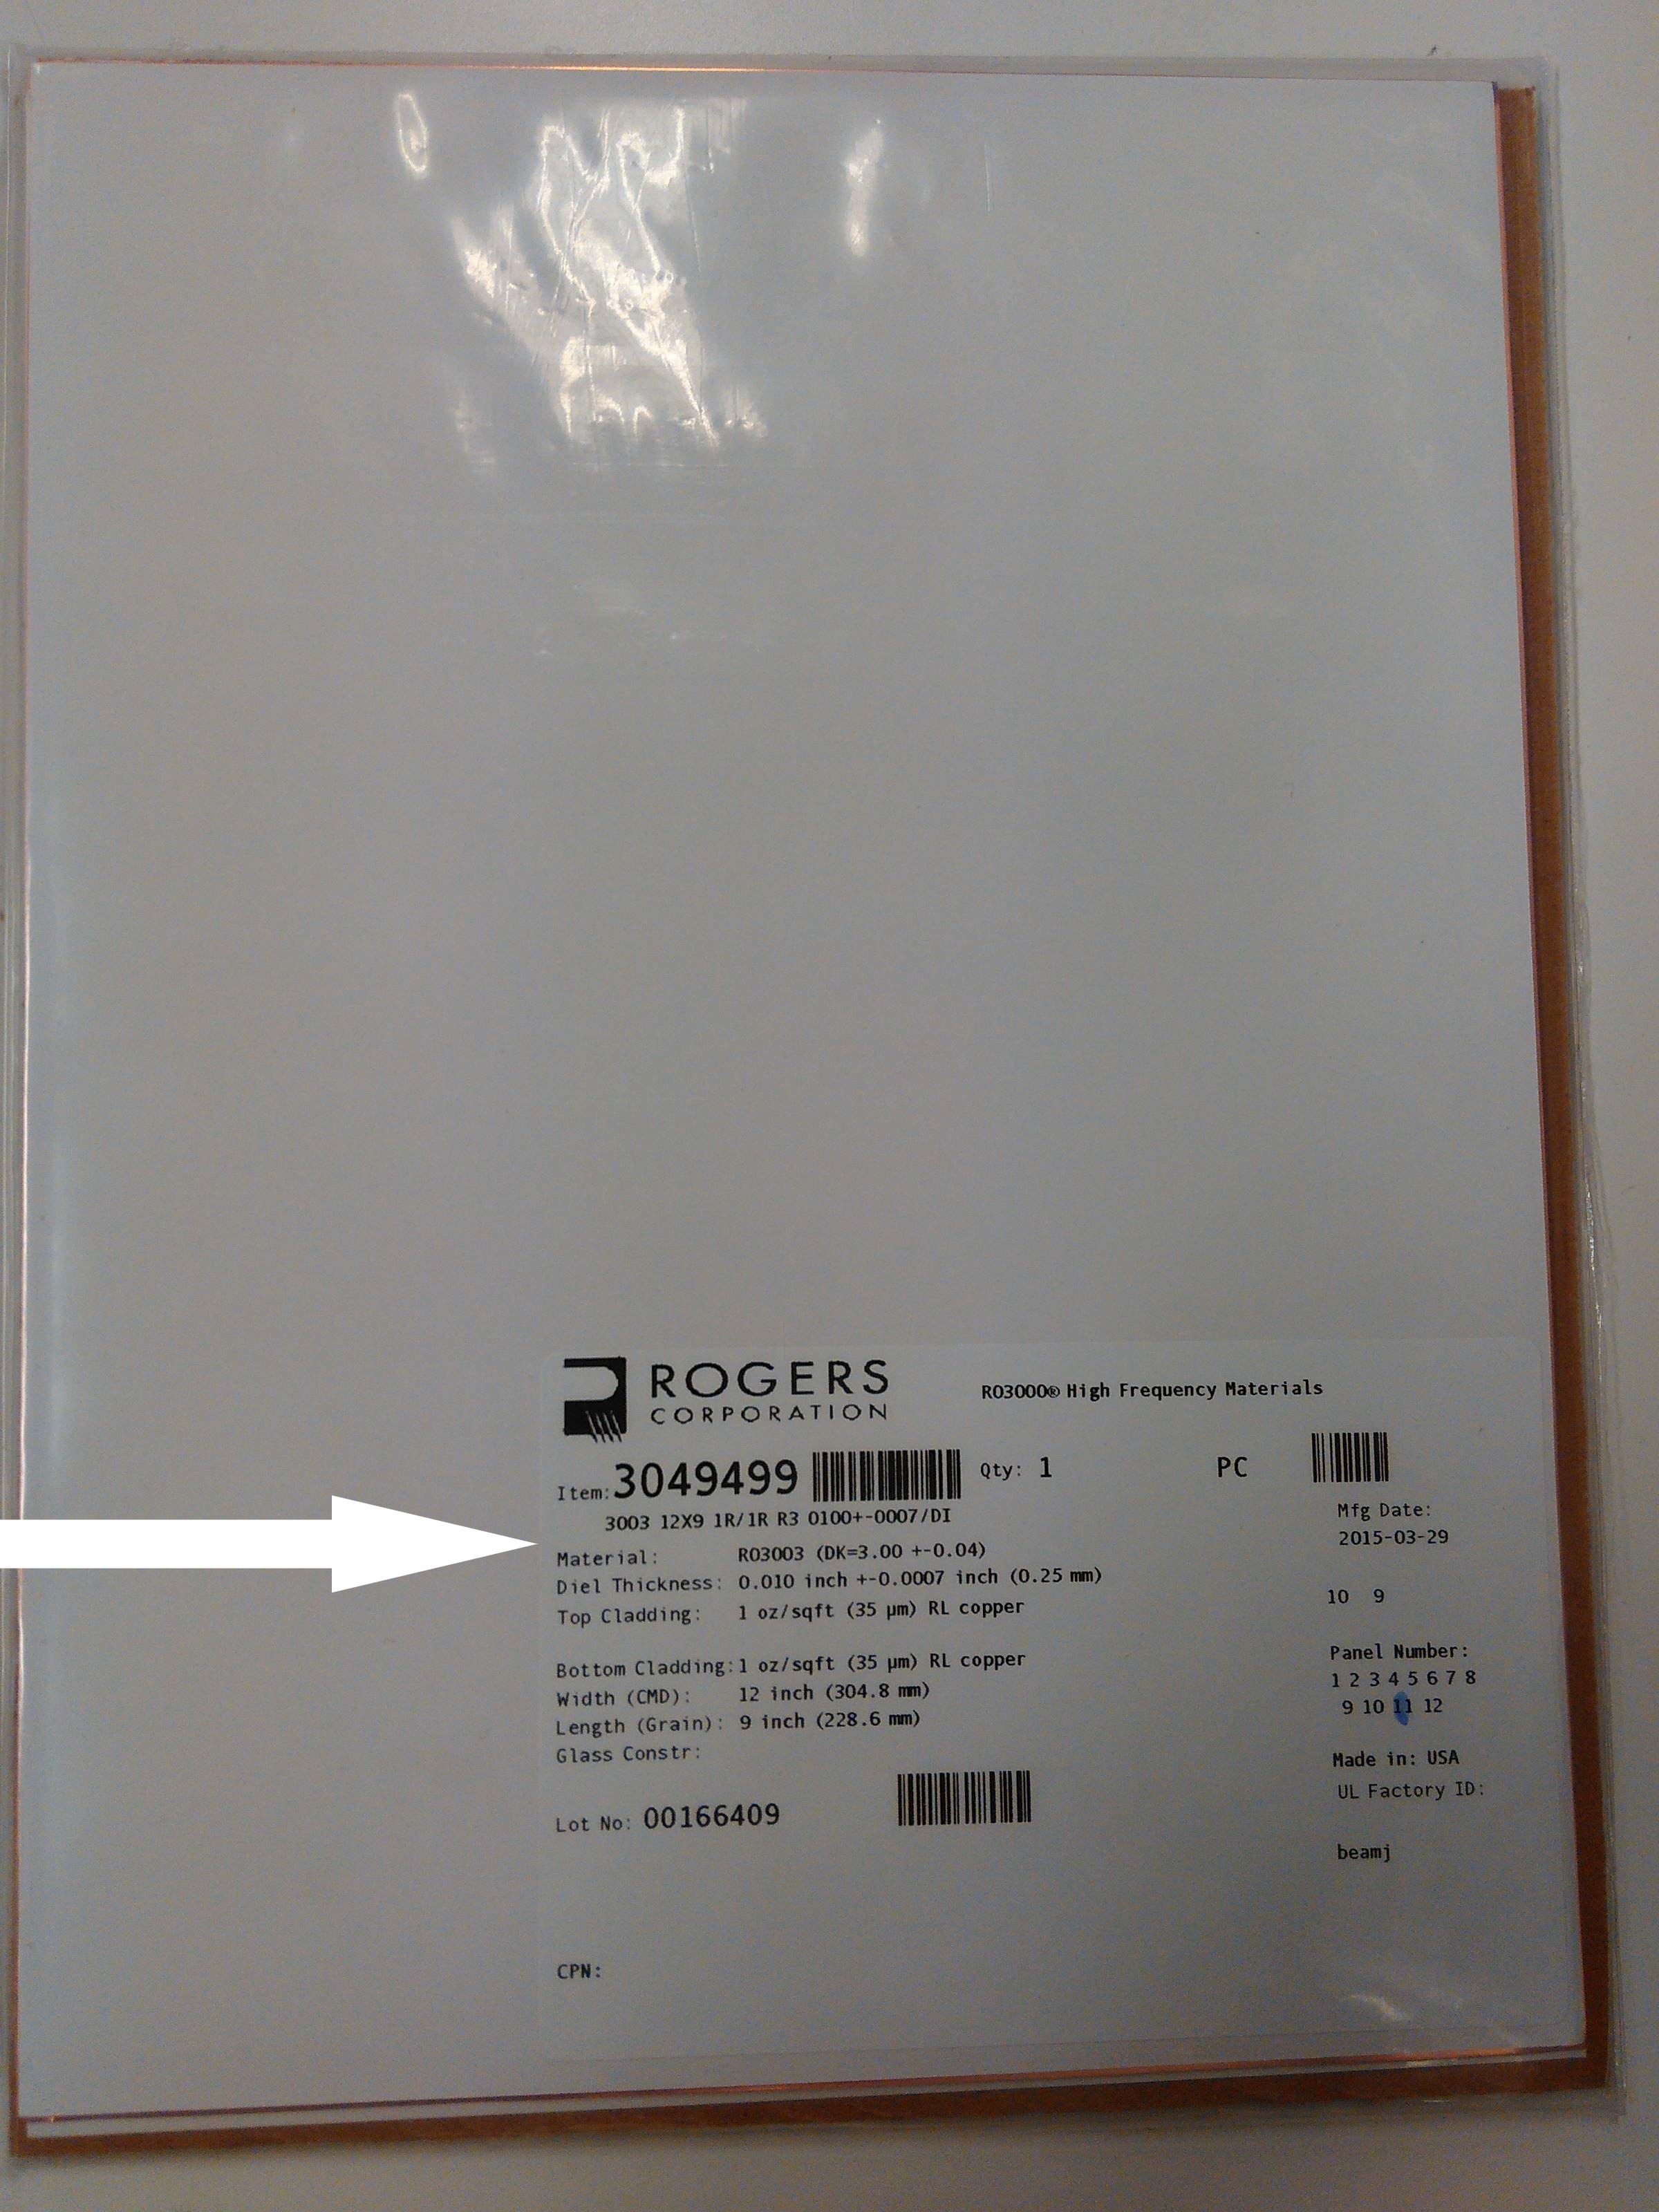 ROGERS
CORPORATION
RO3000® High Frequency Materials
Item: 3049499 Qty: 1 PC
3003 12X9 1R/1R R3 0100+-0007/DI
Mfg Date:
2015-03-29
Material: RO3003 (DK=3.00 +-0.04)
Diel Thickness: 0.010 inch +-0.0007 inch (0.25 mm)
Top Cladding: 1 oz/sqft (35 µm) RL copper
10 9
Bottom Cladding: 1 oz/sqft (35 µm) RL copper
Width (CMD): 12 inch (304.8 mm)
Length (Grain): 9 inch (228.6 mm)
Glass Constr:
Panel Number:
1 2 3 4 5 6 7 8
9 10 11 12
Made in: USA
UL Factory ID:
Lot No: 00166409
beamj
CPN: